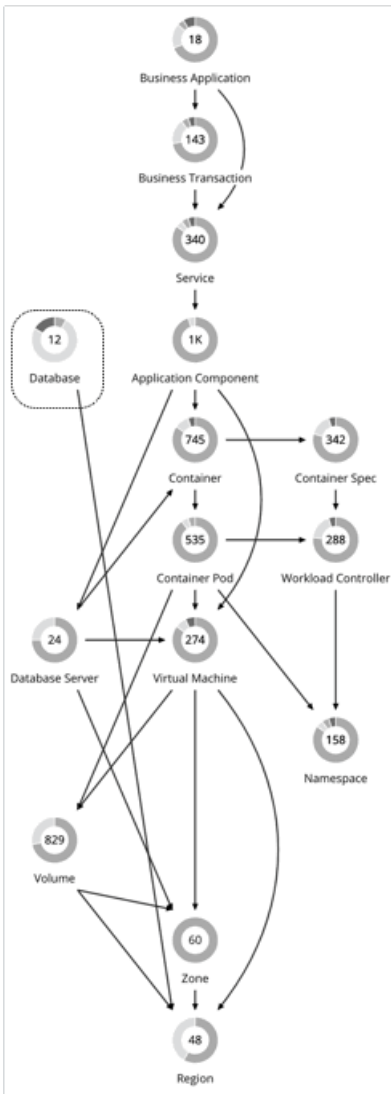 18
Business Application
143
Business Transaction
340
Service
12
Database
1K
Application Component
745
Container
342
Container Spec
535
Container Pod
288
Workload Controller
24
Database Server
274
Virtual Machine
158
Namespace
829
Volume
60
Zone
48
Region